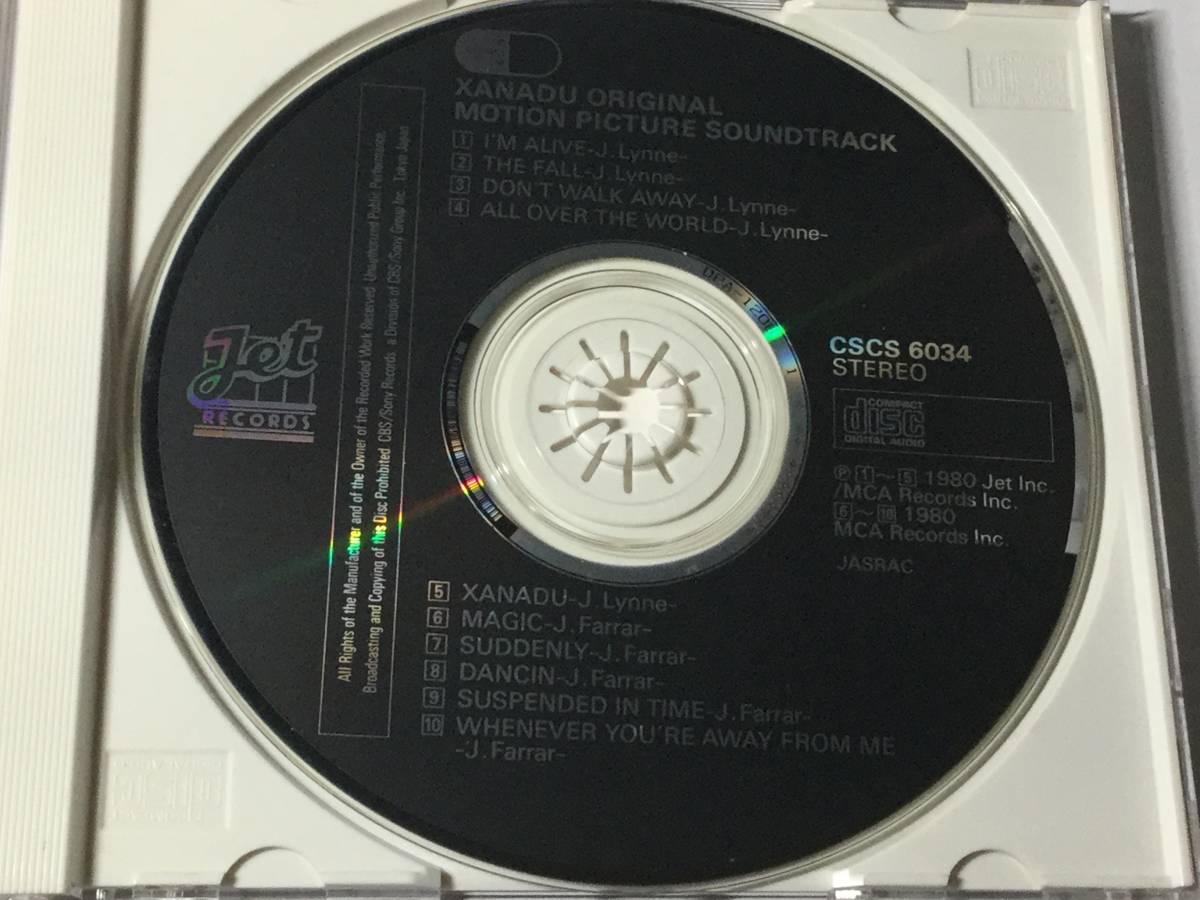 XANADU ORIGINAL
MOTION PICTURE SOUNDTRACK
1 I'M ALIVE-J.Lynne-
2 THE FALL-J.Lynne-
3 DON'T WALK AWAY-J.Lynne-
4 ALL OVER THE WORLD-J.Lynne-
Jet
RECORDS
All Rights of the Manufacturer and of the Owner of the Recorded Work Reserved. Unauthorized Public Performance,
Broadcasting and Copying of this Disc Prohibited. CBS/Sony Records a Division of CBS/Sony Group Inc. Tokyo Japan
CSCS 6034
STEREO
COMPACT
disc
DIGITAL AUDIO
Ⓟ 1~5 1980 Jet Inc.
/MCA Records Inc.
6~10 1980
MCA Records Inc.
JASRAC
5 XANADU-J.Lynne-
6 MAGIC-J.Farrar-
7 SUDDENLY-J.Farrar-
8 DANCIN-J.Farrar-
9 SUSPENDED IN TIME-J.Farrar-
10 WHENEVER YOU'RE AWAY FROM ME
-J.Farrar-